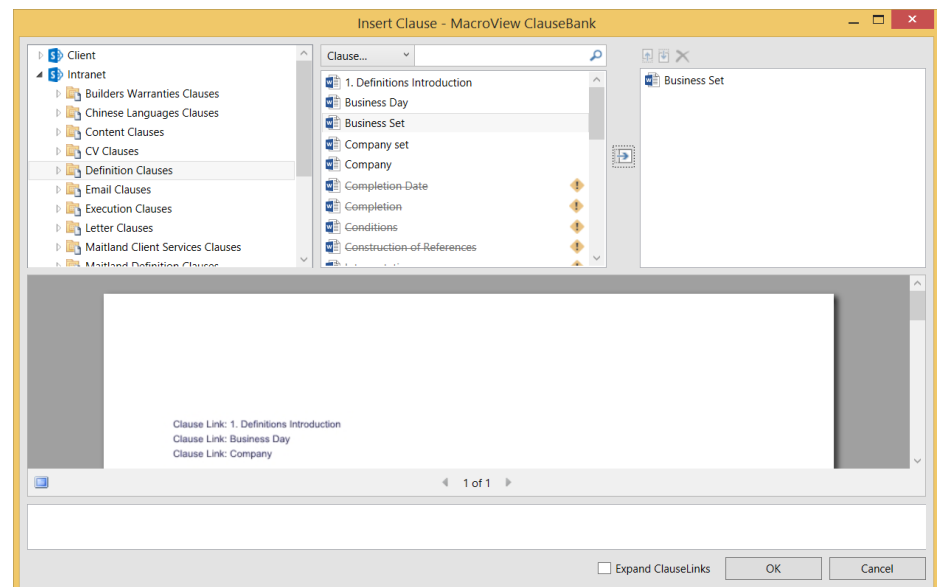 Insert Clause - MacroView ClauseBank
Client
Intranet
Builders Warranties Clauses
Chinese Languages Clauses
Content Clauses
CV Clauses
Definition Clauses
Email Clauses
Execution Clauses
Letter Clauses
Maitland Client Services Clauses
Maitland Definition Clauses
Clause...
1. Definitions Introduction
Business Day
Business Set
Company set
Company
Completion Date
Completion
Conditions
Construction of References
Business Set
Clause Link: 1. Definitions Introduction
Clause Link: Business Day
Clause Link: Company
1 of 1
Expand ClauseLinks
OK
Cancel